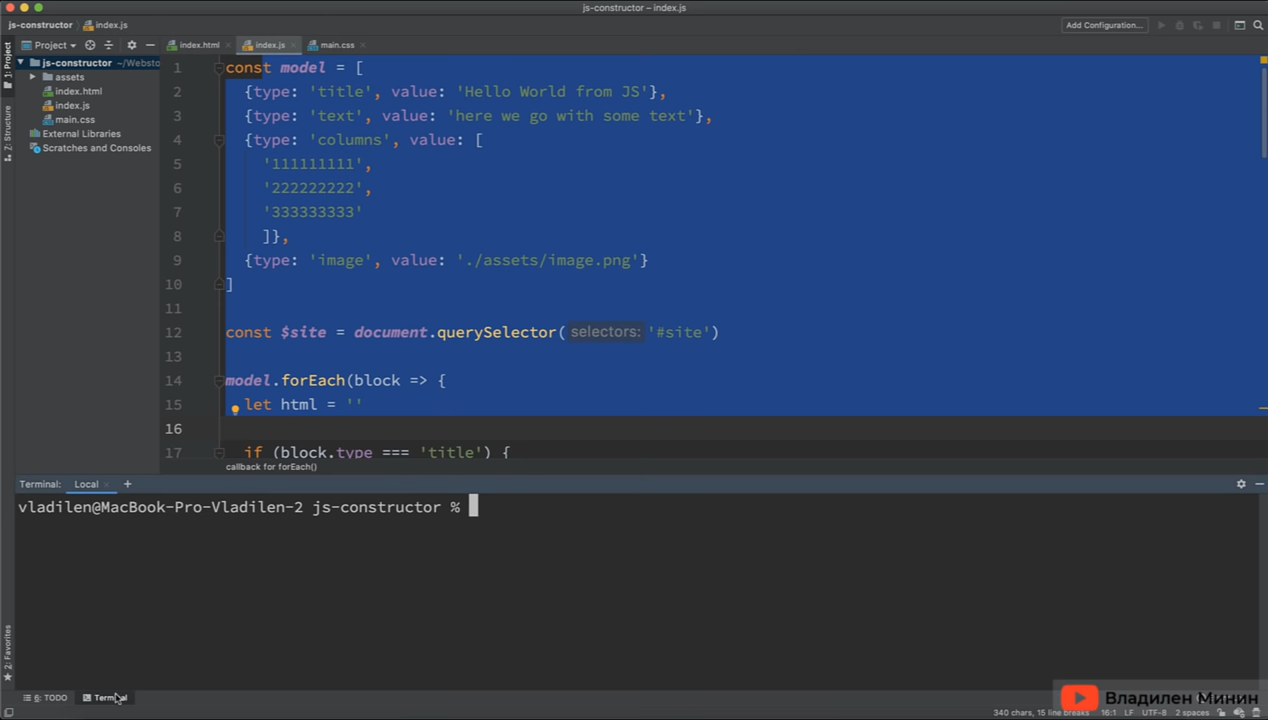 js-constructor – index.js
js-constructor
index.js
Add Configuration...
Project
index.html
index.js
main.css
1: Project
Z: Structure
2: Favorites
js-constructor ~/Websto
assets
index.html
index.js
main.css
External Libraries
Scratches and Consoles
1 const model = [
2 {type: 'title', value: 'Hello World from JS'},
3 {type: 'text', value: 'here we go with some text'},
4 {type: 'columns', value: [
5 '111111111',
6 '222222222',
7 '333333333'
8 ]},
9 {type: 'image', value: './assets/image.png'}
10 ]
11
12 const $site = document.querySelector( selectors: '#site')
13
14 model.forEach(block => {
15 let html = ''
16
17 if (block.type === 'title') {
callback for forEach()
Terminal: Local +
vladilen@MacBook-Pro-Vladilen-2 js-constructor %
6: TODO
Terminal
Владилен Минин
340 chars, 15 line breaks 16:1 LF UTF-8 2 spaces